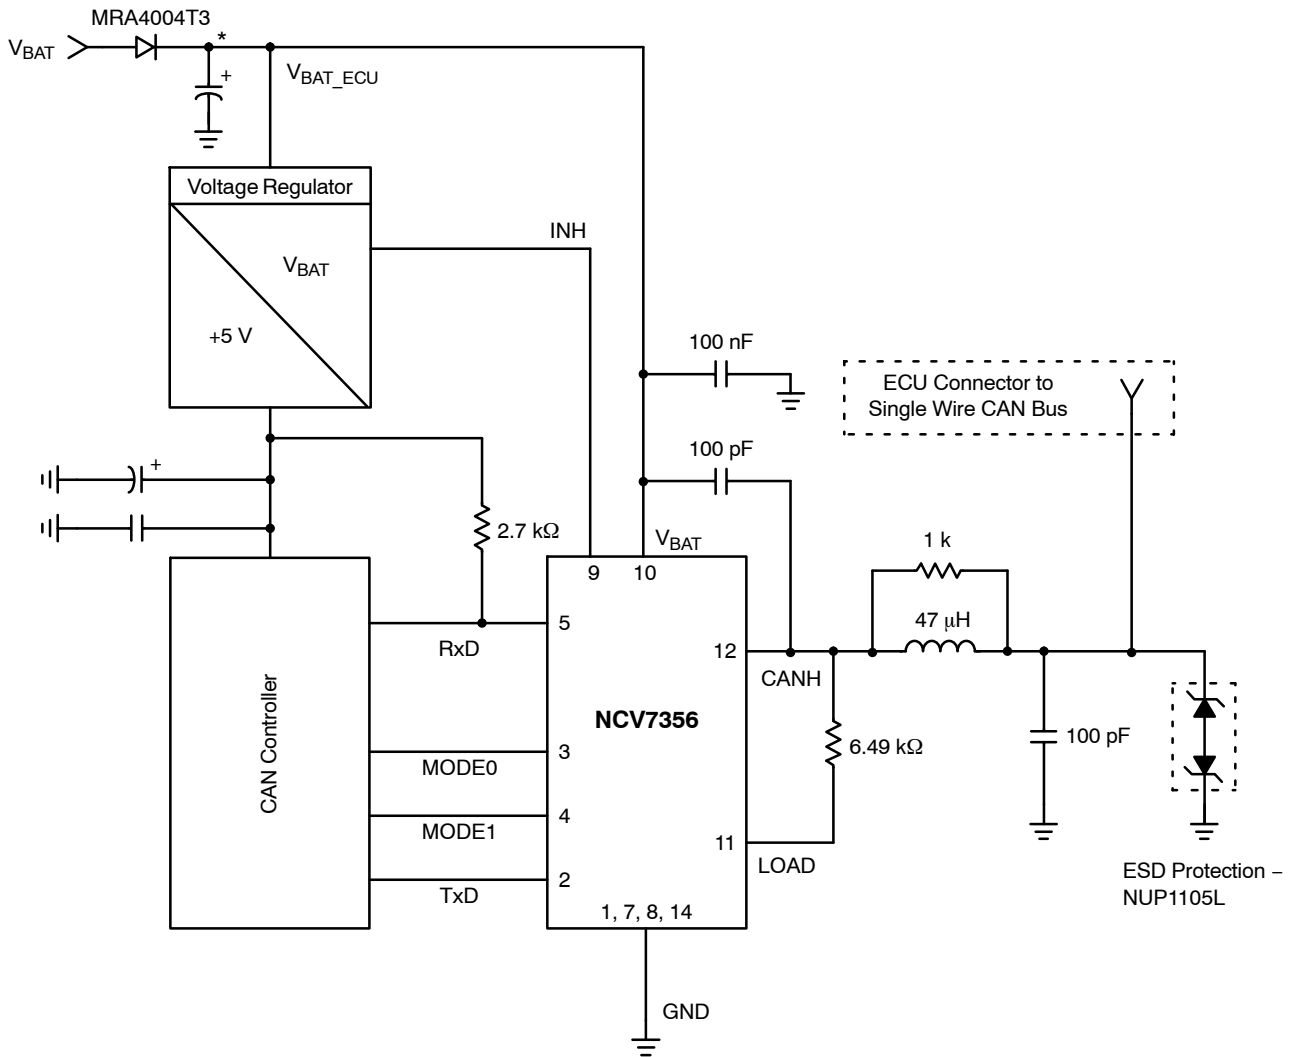 MRA4004T3
VBAT
*
+
VBAT_ECU
Voltage Regulator
INH
VBAT
+5 V
100 nF
ECU Connector to
Single Wire CAN Bus
100 pF
+
2.7 kΩ
VBAT
1 k
9 10
5
47 μH
RxD
12
CANH
CAN Controller
NCV7356
6.49 kΩ
100 pF
3
MODE0
4
MODE1
11
LOAD
2
TxD
1, 7, 8, 14
ESD Protection –
NUP1105L
GND